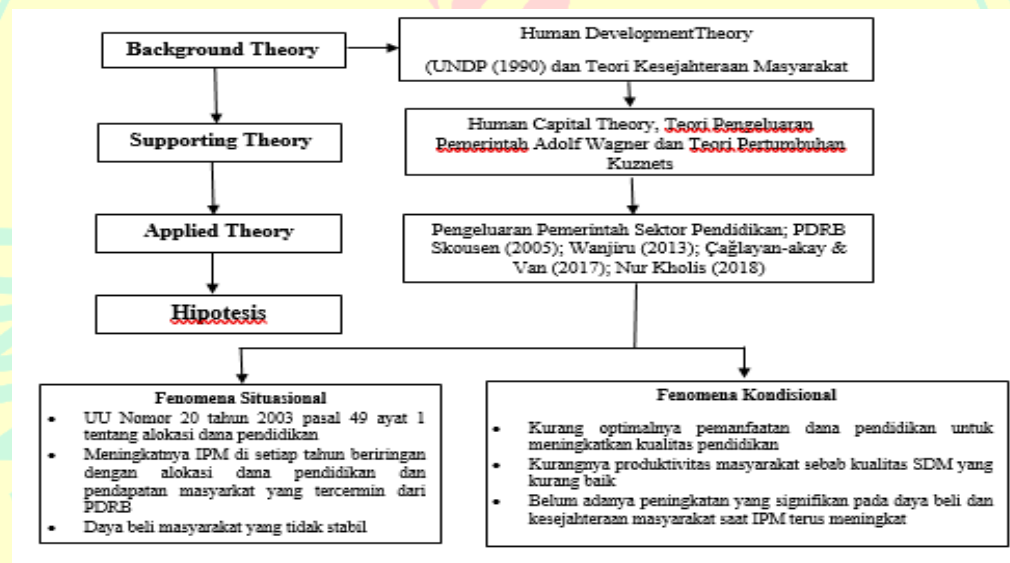 Background Theory
Human DevelopmentTheory
(UNDP (1990) dan Teori Kesejahteraan Masyarakat
Supporting Theory
Human Capital Theory, Teori Pengeluaran
Pemerintah Adolf Wagner dan Teori Pertumbuhan
Kuznets
Applied Theory
Pengeluaran Pemerintah Sektor Pendidikan; PDRB
Skousen (2005); Wanjiru (2013); Çağlayan-akay &
Van (2017); Nur Kholis (2018)
Hipotesis
Fenomena Situasional
• UU Nomor 20 tahun 2003 pasal 49 ayat 1
tentang alokasi dana pendidikan
• Meningkatnya IPM di setiap tahun beriringan
dengan alokasi dana pendidikan dan
pendapatan masyarkat yang tercermin dari
PDRB
• Daya beli masyarakat yang tidak stabil
Fenomena Kondisional
• Kurang optimalnya pemanfaatan dana pendidikan untuk
meningkatkan kualitas pendidikan
• Kurangnya produktivitas masyarakat sebab kualitas SDM yang
kurang baik
• Belum adanya peningkatan yang signifikan pada daya beli dan
kesejahteraan masyarakat saat IPM terus meningkat